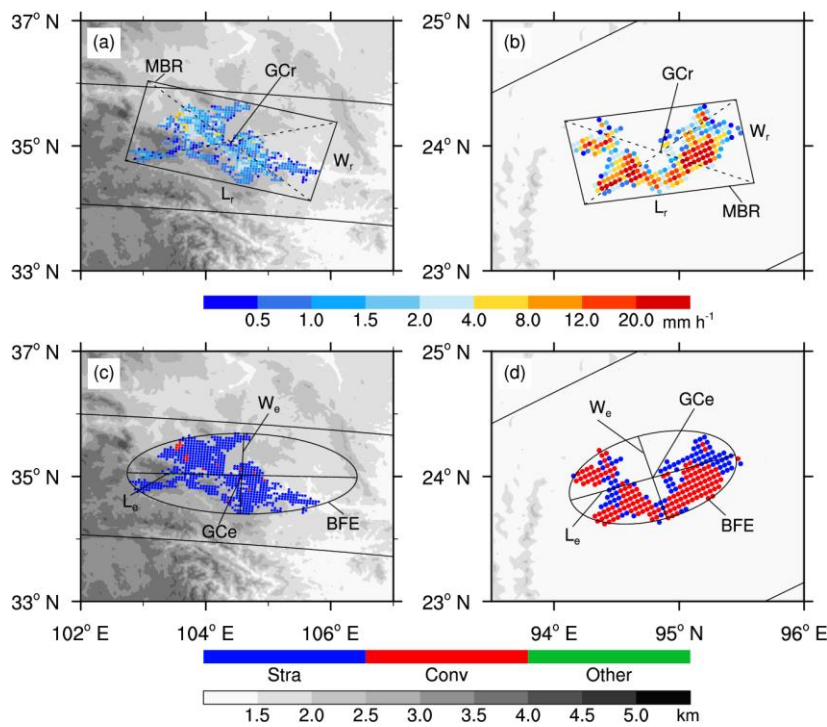 37° N
(a)
MBR
GCr
35° N
Wr
Lr
33° N
25° N
(b)
GCr
Wr
24° N
Lr
MBR
23° N
0.5 1.0 1.5 2.0 4.0 8.0 12.0 20.0 mm h-1
37° N
(c)
We
35° N
Le
GCe
BFE
33° N
102° E 104° E 106° E
25° N
(d)
We
GCe
24° N
Le
BFE
23° N
94° E 95° E 96° E
Stra Conv Other
1.5 2.0 2.5 3.0 3.5 4.0 4.5 5.0 km